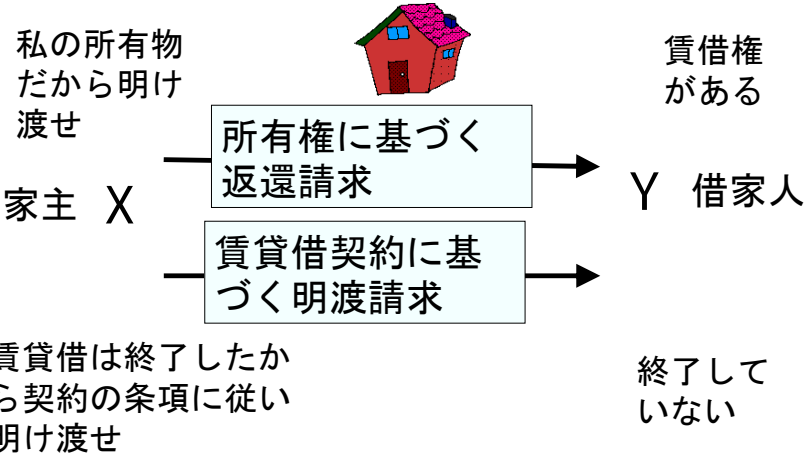 私の所有物
だから明け
渡せ
賃借権
がある
所有権に基づく
返還請求
家主 X
Y 借家人
賃貸借契約に基
づく明渡請求
賃貸借は終了したか
ら契約の条項に従い
明け渡せ
終了して
いない